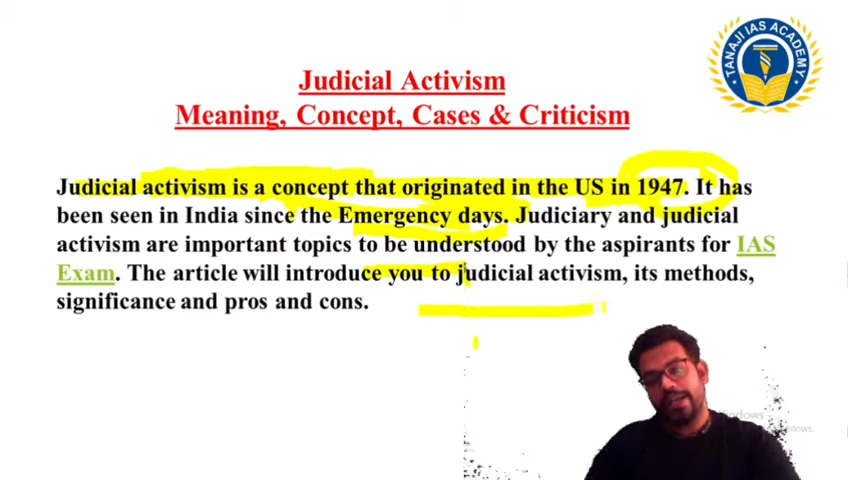 TANAJI IAS ACADEMY
Judicial Activism
Meaning, Concept, Cases & Criticism
Judicial activism is a concept that originated in the US in 1947. It has
been seen in India since the Emergency days. Judiciary and judicial
activism are important topics to be understood by the aspirants for IAS
Exam. The article will introduce you to judicial activism, its methods,
significance and pros and cons.